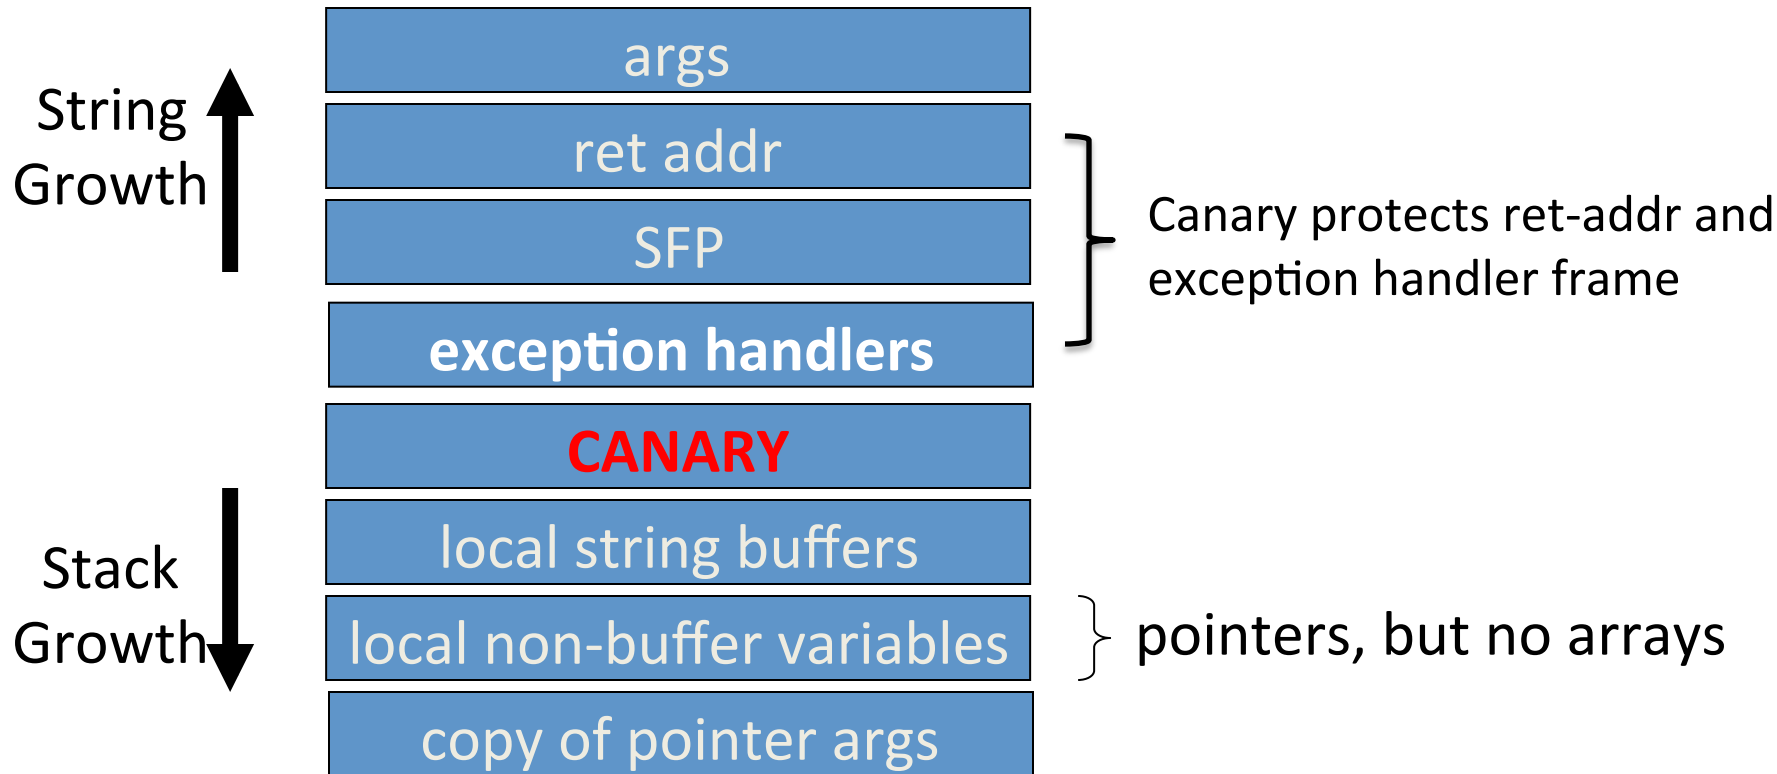 args
String
Growth
ret addr
SFP
Canary protects ret-addr and
exception handler frame
exception handlers
CANARY
Stack
Growth
local string buffers
local non-buffer variables
pointers, but no arrays
copy of pointer args